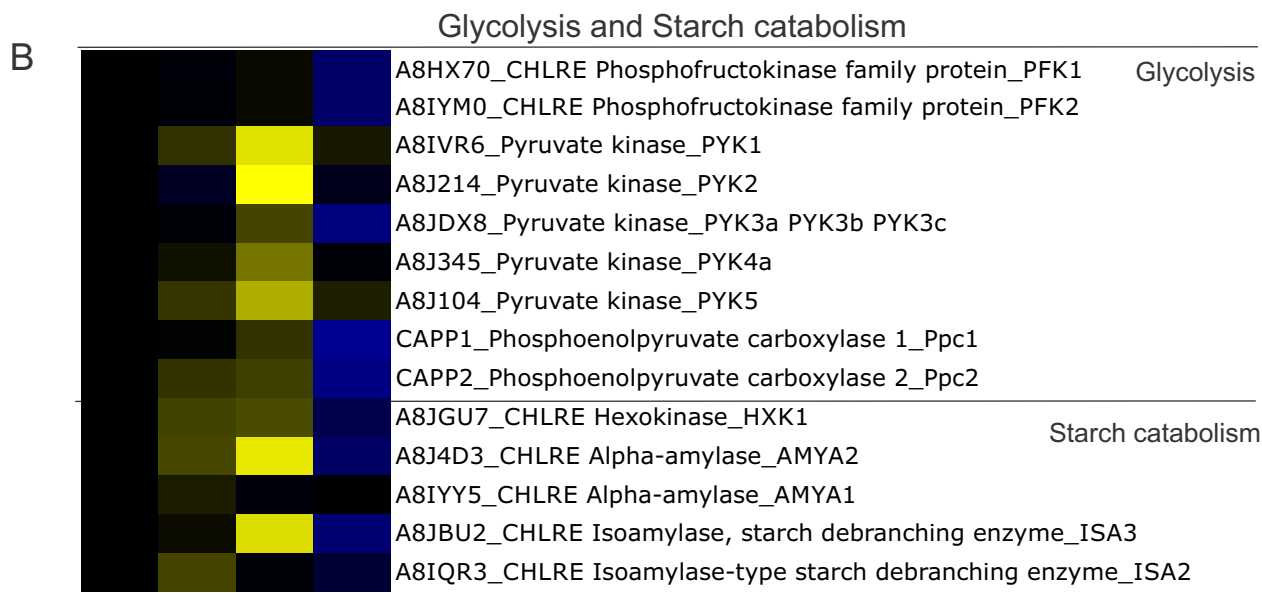 Glycolysis and Starch catabolism
B
A8HX70_CHLRE Phosphofructokinase family protein_PFK1 Glycolysis
A8IYM0_CHLRE Phosphofructokinase family protein_PFK2
A8IVR6_Pyruvate kinase_PYK1
A8J214_Pyruvate kinase_PYK2
A8JDX8_Pyruvate kinase_PYK3a PYK3b PYK3c
A8J345_Pyruvate kinase_PYK4a
A8J104_Pyruvate kinase_PYK5
CAPP1_Phosphoenolpyruvate carboxylase 1_Ppc1
CAPP2_Phosphoenolpyruvate carboxylase 2_Ppc2
A8JGU7_CHLRE Hexokinase_HXK1
Starch catabolism
A8J4D3_CHLRE Alpha-amylase_AMYA2
A8IYY5_CHLRE Alpha-amylase_AMYA1
A8JBU2_CHLRE Isoamylase, starch debranching enzyme_ISA3
A8IQR3_CHLRE Isoamylase-type starch debranching enzyme_ISA2